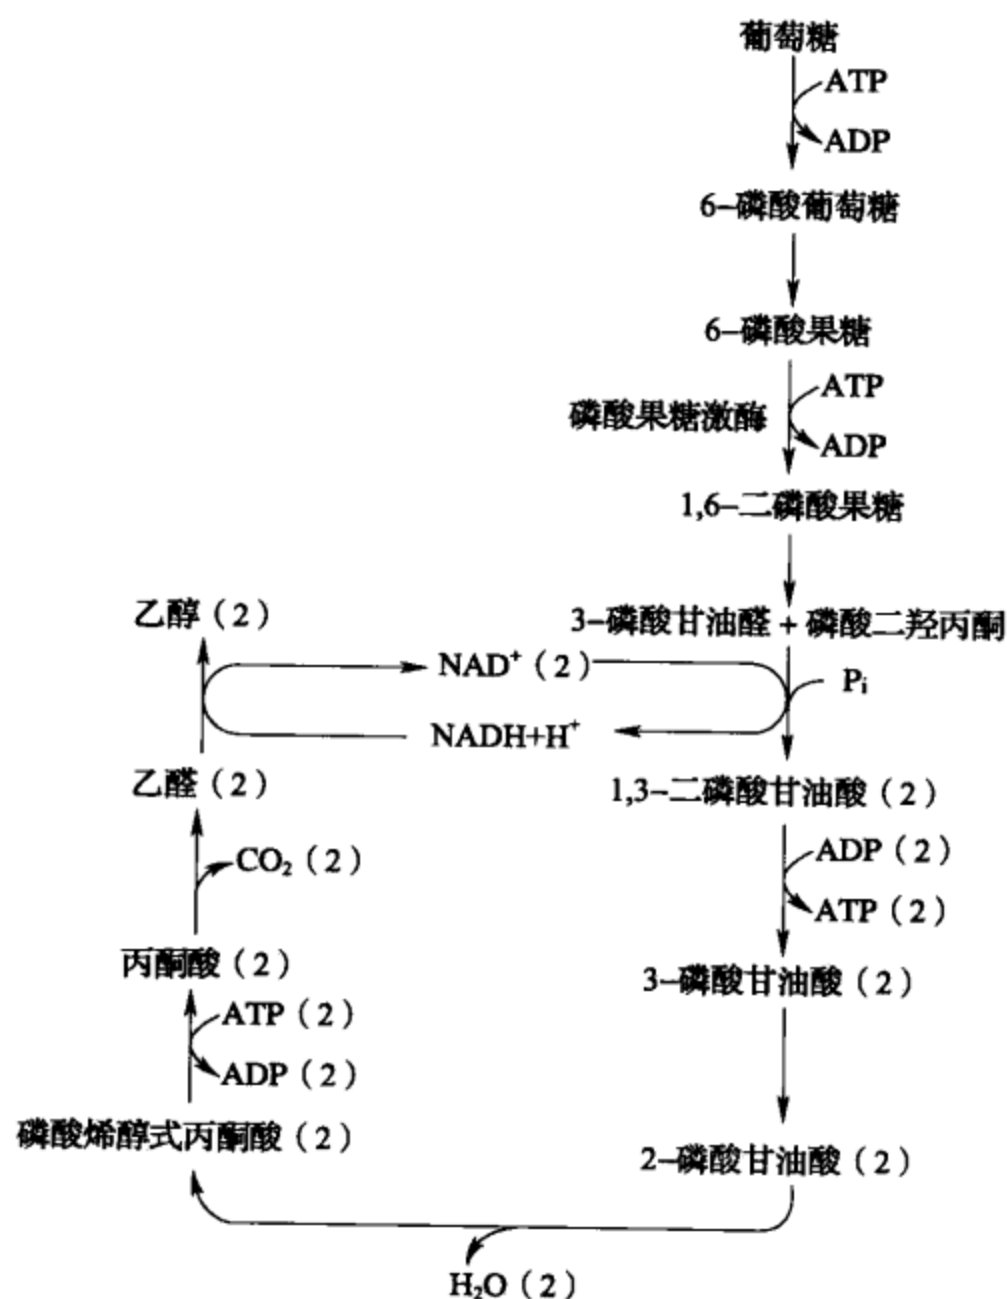 葡萄糖
ATP
ADP
6–磷酸葡萄糖
6–磷酸果糖
ATP
磷酸果糖激酶
ADP
1,6–二磷酸果糖
3–磷酸甘油醛 + 磷酸二羟丙酮
乙醇（2）
NAD⁺（2）
Pi
NADH+H⁺
乙醛（2）
1,3–二磷酸甘油酸（2）
CO₂（2）
ADP（2）
ATP（2）
丙酮酸（2）
3–磷酸甘油酸（2）
ATP（2）
ADP（2）
磷酸烯醇式丙酮酸（2）
2–磷酸甘油酸（2）
H₂O（2）